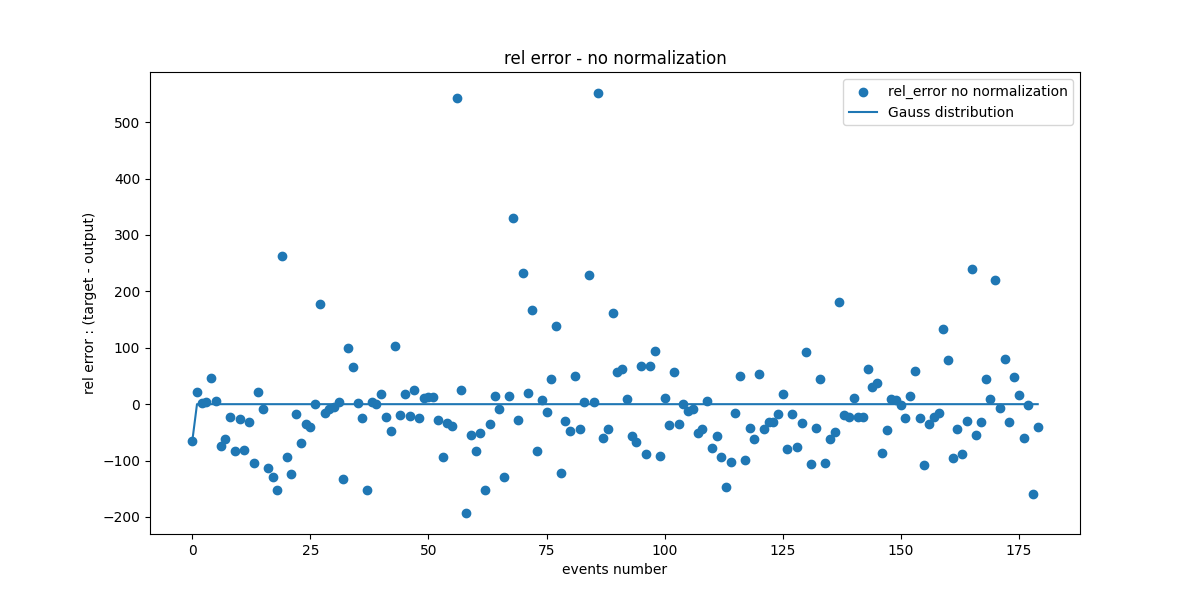 rel error - no normalization
rel_error no normalization
Gauss distribution
rel error : (target - output)
500
400
300
200
100
0
−100
−200
0 25 50 75 100 125 150 175
events number